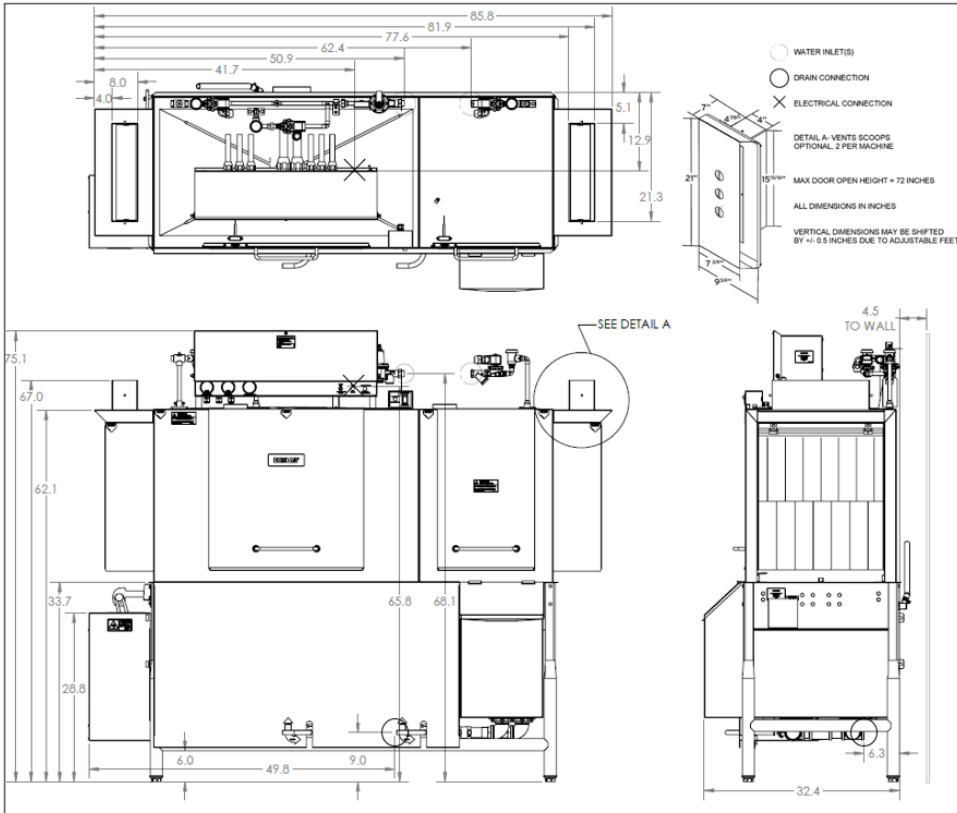 85.8
81.9
77.6
62.4
50.9
41.7
8.0
4.0
5.1
12.9
21.3
WATER INLET(S)
DRAIN CONNECTION
ELECTRICAL CONNECTION
DETAIL A- VENTS SCOOPS
OPTIONAL, 2 PER MACHINE
MAX DOOR OPEN HEIGHT = 72 INCHES
ALL DIMENSIONS IN INCHES
VERTICAL DIMENSIONS MAY BE SHIFTED
BY +/- 0.5 INCHES DUE TO ADJUSTABLE FEET
7"
4"
21"
SEE DETAIL A
4.5
TO WALL
75.1
67.0
62.1
33.7
28.8
65.8
68.1
6.0
49.8
9.0
6.3
32.4